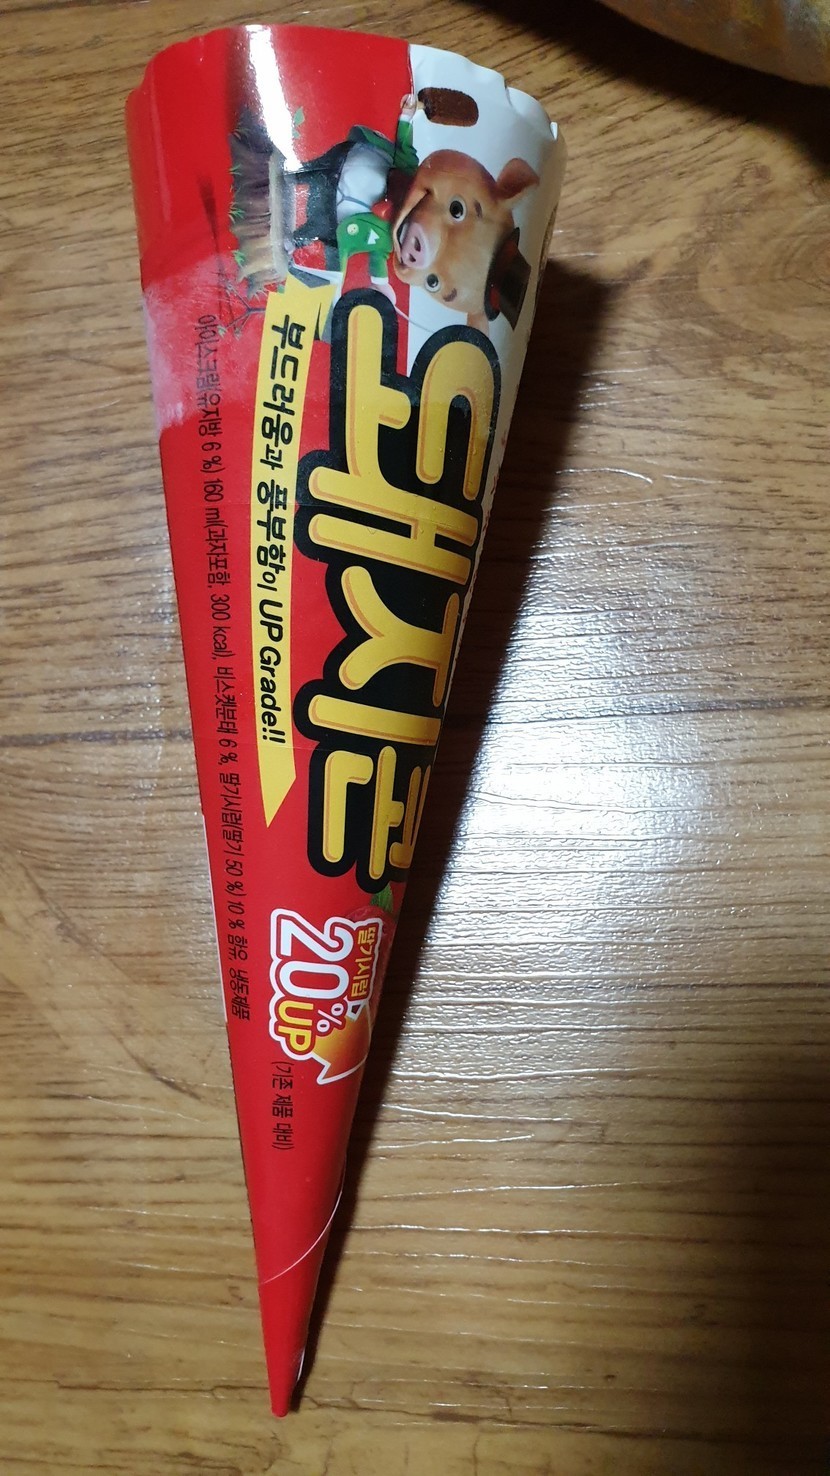 돼지콘
부드러움과 풍부함이 UP Grade!!
아이스크림(유지방 6 %) 160 ml(과자포함, 300 kcal), 비스켓분태 6 %, 딸기시럽(딸기 50 %) 10 % 함유, 냉동제품
딸기시럽
20% UP
(기존 제품 대비)